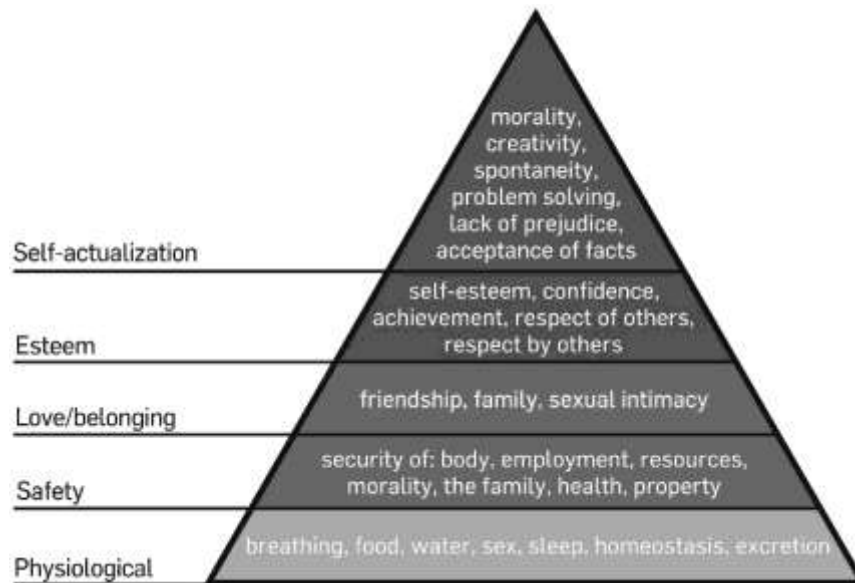 morality,
creativity,
spontaneity,
problem solving,
lack of prejudice,
acceptance of facts
Self-actualization
self-esteem, confidence,
achievement, respect of others,
respect by others
Esteem
friendship, family, sexual intimacy
Love/belonging
security of: body, employment, resources,
morality, the family, health, property
Safety
breathing, food, water, sex, sleep, homeostasis, excretion
Physiological